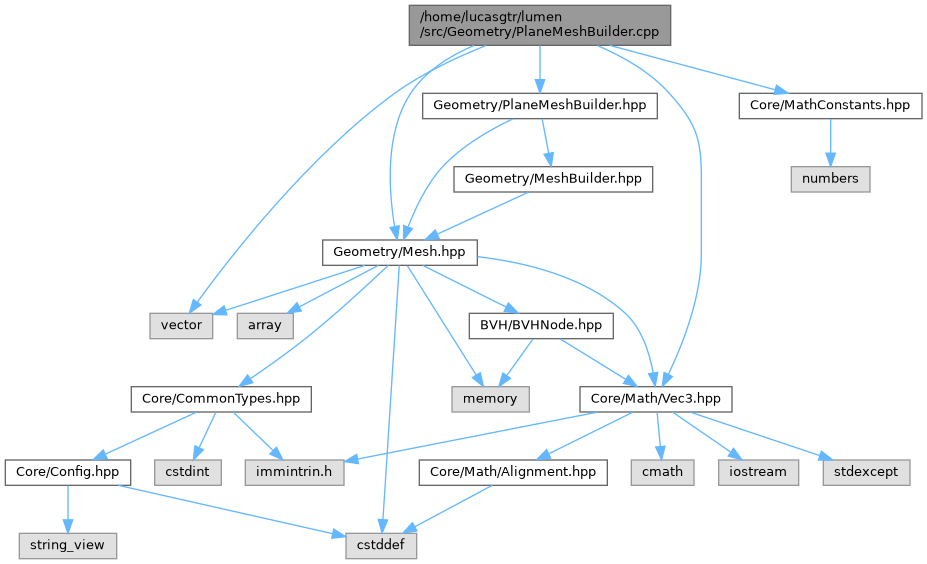 /home/lucasgtr/lumen
/src/Geometry/PlaneMeshBuilder.cpp
Geometry/PlaneMeshBuilder.hpp
Core/MathConstants.hpp
Geometry/MeshBuilder.hpp
numbers
Geometry/Mesh.hpp
vector
array
BVH/BVHNode.hpp
Core/CommonTypes.hpp
memory
Core/Math/Vec3.hpp
Core/Config.hpp
cstdint
immintrin.h
Core/Math/Alignment.hpp
cmath
iostream
stdexcept
string_view
cstddef